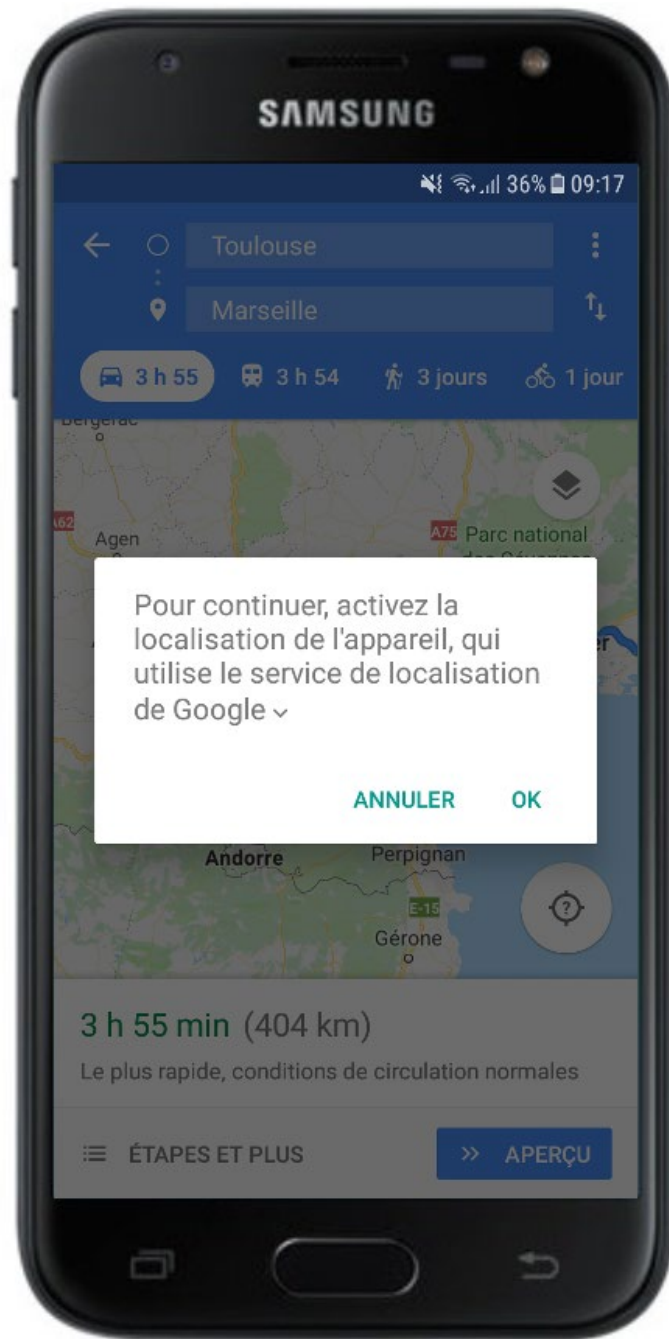 SAMSUNG
36% 09:17
Toulouse
Marseille
3 h 55 3 h 54 3 jours 1 jour
Bergerac
A62
Agen
A75 Parc national
des Cévennes
er
Pour continuer, activez la
localisation de l'appareil, qui
utilise le service de localisation
de Google
ANNULER OK
Andorre Perpignan
E-15
?
Gérone
3 h 55 min (404 km)
Le plus rapide, conditions de circulation normales
ÉTAPES ET PLUS APERÇU